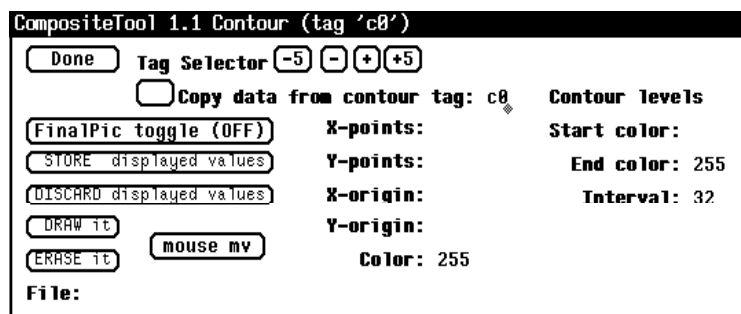 CompositeTool 1.1 Contour (tag 'c0')
Done Tag Selector -5 - + +5
Copy data from contour tag: c0 Contour levels
FinalPic toggle (OFF) X-points: Start color:
STORE displayed values Y-points: End color: 255
DISCARD displayed values X-origin: Interval: 32
DRAW it Y-origin:
ERASE it mouse mv Color: 255
File: